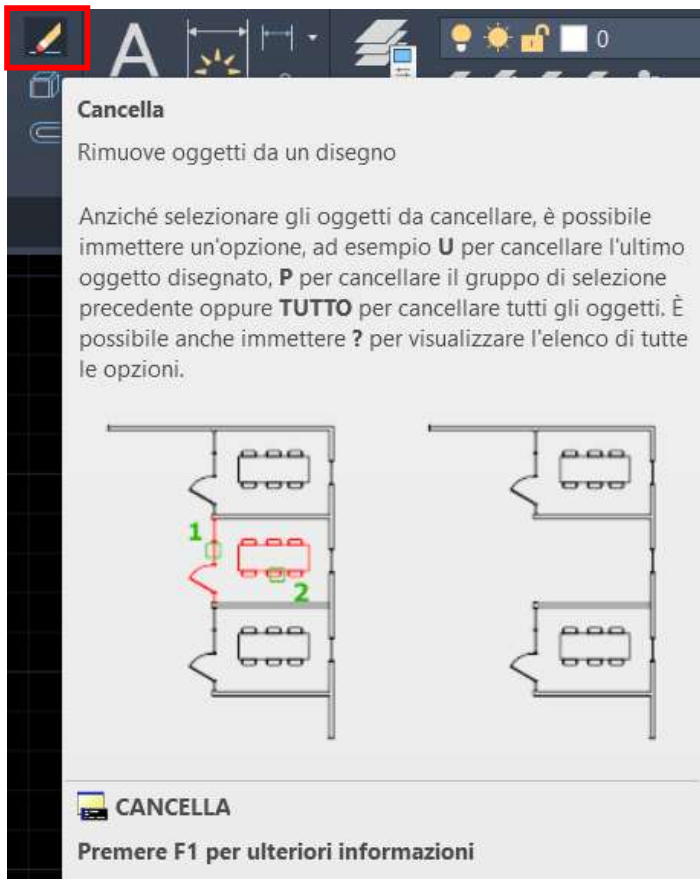 A
0
Cancella
Rimuove oggetti da un disegno
Anziché selezionare gli oggetti da cancellare, è possibile
immettere un'opzione, ad esempio U per cancellare l'ultimo
oggetto disegnato, P per cancellare il gruppo di selezione
precedente oppure TUTTO per cancellare tutti gli oggetti. È
possibile anche immettere ? per visualizzare l'elenco di tutte
le opzioni.
1
2
CANCELLA
Premere F1 per ulteriori informazioni